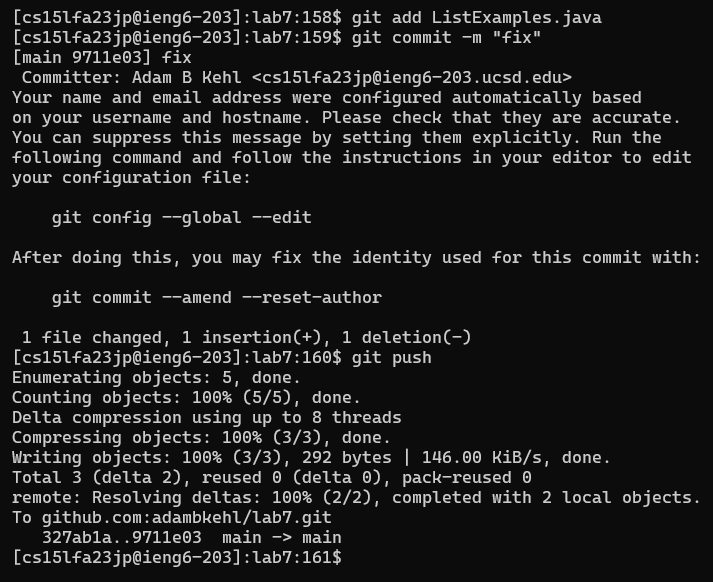 [cs15lfa23jp@ieng6-203]:lab7:158$ git add ListExamples.java
[cs15lfa23jp@ieng6-203]:lab7:159$ git commit -m "fix"
[main 9711e03] fix
 Committer: Adam B Kehl <cs15lfa23jp@ieng6-203.ucsd.edu>
Your name and email address were configured automatically based
on your username and hostname. Please check that they are accurate.
You can suppress this message by setting them explicitly. Run the
following command and follow the instructions in your editor to edit
your configuration file:

    git config --global --edit

After doing this, you may fix the identity used for this commit with:

    git commit --amend --reset-author

 1 file changed, 1 insertion(+), 1 deletion(-)
[cs15lfa23jp@ieng6-203]:lab7:160$ git push
Enumerating objects: 5, done.
Counting objects: 100% (5/5), done.
Delta compression using up to 8 threads
Compressing objects: 100% (3/3), done.
Writing objects: 100% (3/3), 292 bytes | 146.00 KiB/s, done.
Total 3 (delta 2), reused 0 (delta 0), pack-reused 0
remote: Resolving deltas: 100% (2/2), completed with 2 local objects.
To github.com:adambkehl/lab7.git
   327ab1a..9711e03  main -> main
[cs15lfa23jp@ieng6-203]:lab7:161$